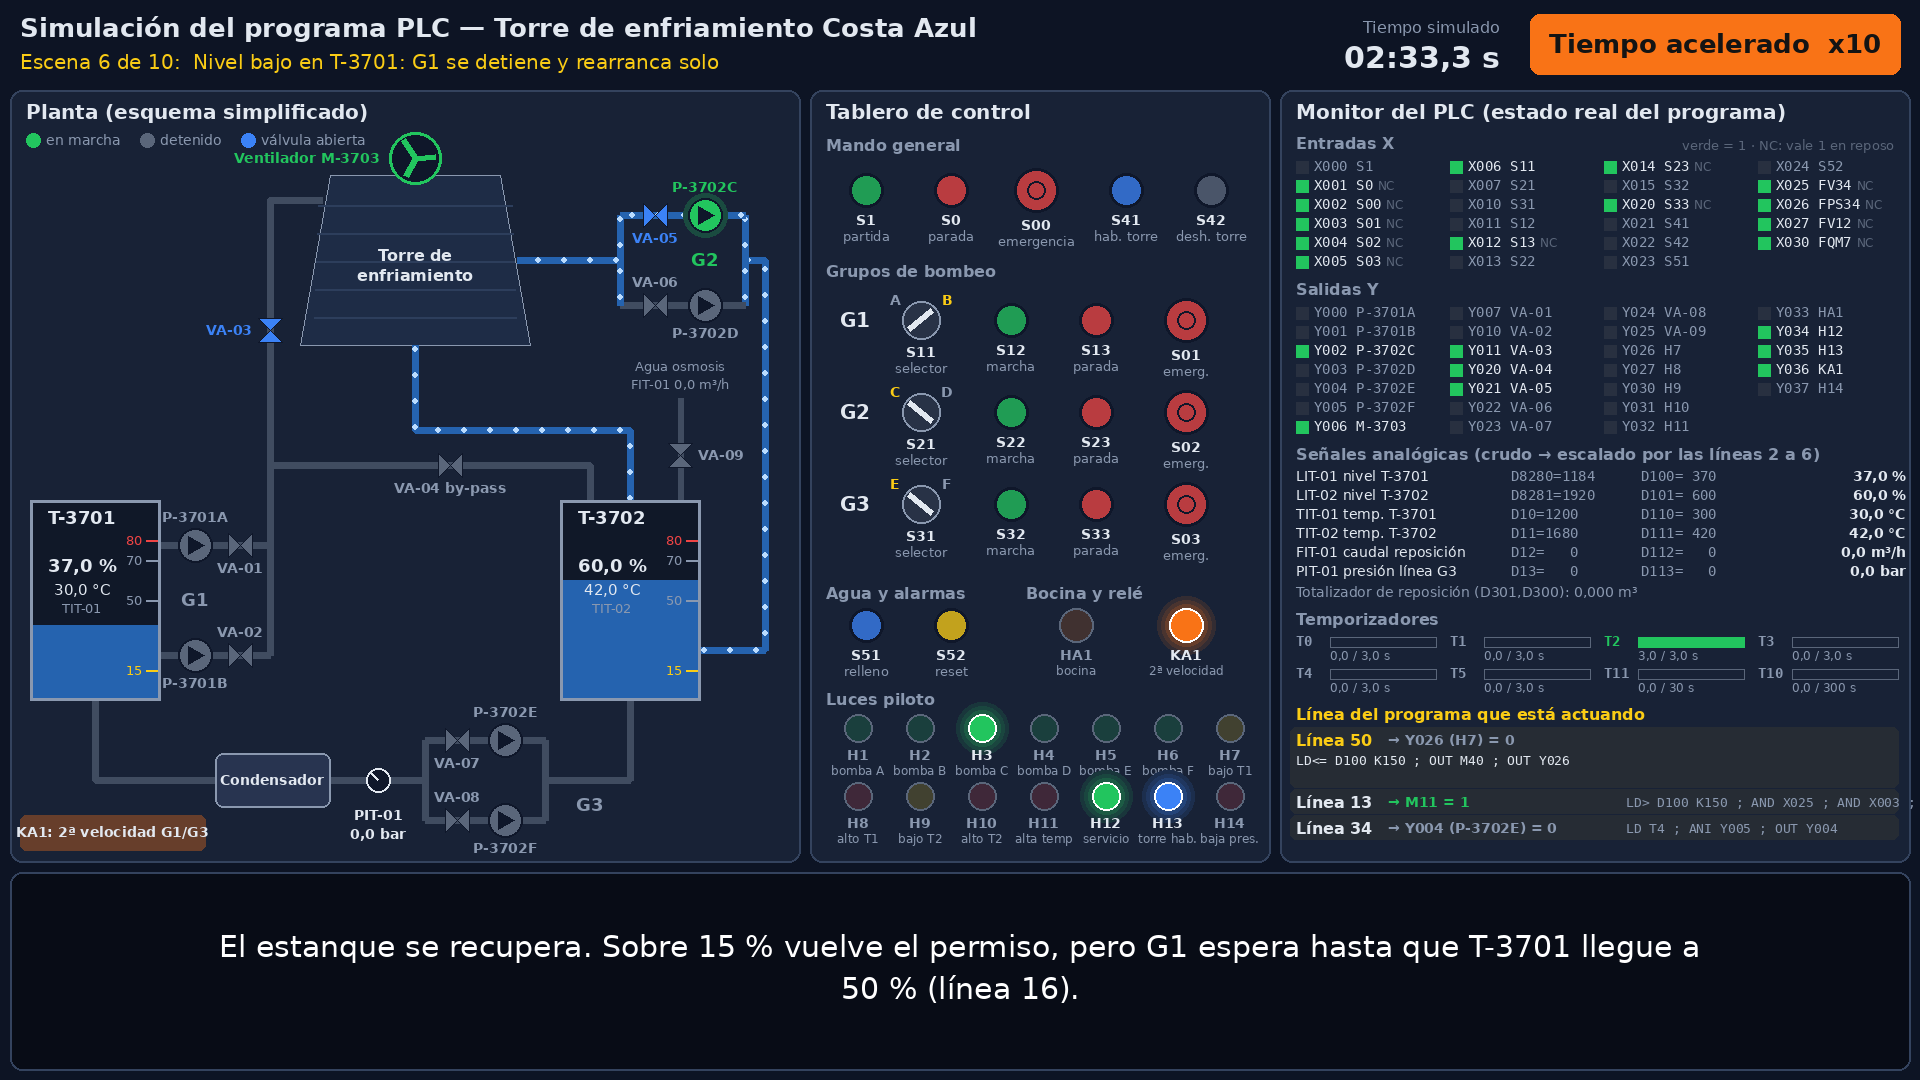 Simulación del programa PLC — Torre de enfriamiento Costa Azul
Escena 6 de 10:  Nivel bajo en T-3701: G1 se detiene y rearranca solo
Tiempo simulado
02:33,3 s
Tiempo acelerado  x10
Planta (esquema simplificado)
en marcha
detenido
válvula abierta
Ventilador M-3703
Torre de
enfriamiento
P-3702C
VA-05
G2
VA-06
P-3702D
VA-03
Agua osmosis
FIT-01 0,0 m³/h
VA-09
VA-04 by-pass
T-3701
80
37,0 %
70
30,0 °C
TIT-01
50
15
P-3701A
VA-01
G1
VA-02
P-3701B
T-3702
80
60,0 %
70
42,0 °C
TIT-02
50
15
P-3702E
VA-07
VA-08
G3
P-3702F
Condensador
PIT-01
0,0 bar
KA1: 2ª velocidad G1/G3
Tablero de control
Mando general
S1
partida
S0
parada
S00
emergencia
S41
hab. torre
S42
desh. torre
Grupos de bombeo
G1
A
B
S11
selector
S12
marcha
S13
parada
S01
emerg.
G2
C
D
S21
selector
S22
marcha
S23
parada
S02
emerg.
G3
E
F
S31
selector
S32
marcha
S33
parada
S03
emerg.
Agua y alarmas
S51
relleno
S52
reset
Bocina y relé
HA1
bocina
KA1
2ª velocidad
Luces piloto
H1
bomba A
H2
bomba B
H3
bomba C
H4
bomba D
H5
bomba E
H6
bomba F
H7
bajo T1
H8
alto T1
H9
bajo T2
H10
alto T2
H11
alta temp
H12
servicio
H13
torre hab.
H14
baja pres.
Monitor del PLC (estado real del programa)
Entradas X
verde = 1 · NC: vale 1 en reposo
X000 S1
X006 S11
X014 S23 NC
X024 S52
X001 S0 NC
X007 S21
X015 S32
X025 FV34 NC
X002 S00 NC
X010 S31
X020 S33 NC
X026 FPS34 NC
X003 S01 NC
X011 S12
X021 S41
X027 FV12 NC
X004 S02 NC
X012 S13 NC
X022 S42
X030 FQM7 NC
X005 S03 NC
X013 S22
X023 S51
Salidas Y
Y000 P-3701A
Y007 VA-01
Y024 VA-08
Y033 HA1
Y001 P-3701B
Y010 VA-02
Y025 VA-09
Y034 H12
Y002 P-3702C
Y011 VA-03
Y026 H7
Y035 H13
Y003 P-3702D
Y020 VA-04
Y027 H8
Y036 KA1
Y004 P-3702E
Y021 VA-05
Y030 H9
Y037 H14
Y005 P-3702F
Y022 VA-06
Y031 H10
Y006 M-3703
Y023 VA-07
Y032 H11
Señales analógicas (crudo → escalado por las líneas 2 a 6)
LIT-01 nivel T-3701 D8280=1184 D100= 370 37,0 %
LIT-02 nivel T-3702 D8281=1920 D101= 600 60,0 %
TIT-01 temp. T-3701 D10=1200 D110= 300 30,0 °C
TIT-02 temp. T-3702 D11=1680 D111= 420 42,0 °C
FIT-01 caudal reposición D12=   0 D112=   0 0,0 m³/h
PIT-01 presión línea G3 D13=   0 D113=   0 0,0 bar
Totalizador de reposición (D301,D300): 0,000 m³
Temporizadores
T0
0,0 / 3,0 s
T1
0,0 / 3,0 s
T2
3,0 / 3,0 s
T3
0,0 / 3,0 s
T4
0,0 / 3,0 s
T5
0,0 / 3,0 s
T11
0,0 / 30 s
T10
0,0 / 300 s
Línea del programa que está actuando
Línea 50 → Y026 (H7) = 0
LD<= D100 K150 ; OUT M40 ; OUT Y026
Línea 13 → M11 = 1 LD> D100 K150 ; AND X025 ; AND X003 ;
Línea 34 → Y004 (P-3702E) = 0 LD T4 ; ANI Y005 ; OUT Y004
El estanque se recupera. Sobre 15 % vuelve el permiso, pero G1 espera hasta que T-3701 llegue a
50 % (línea 16).